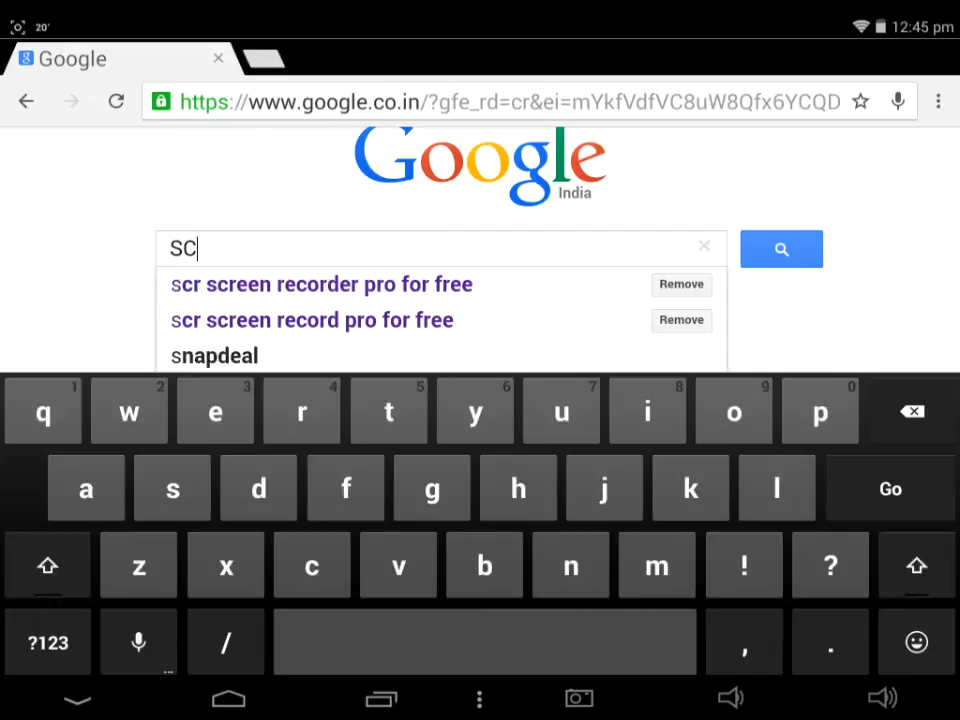 20'
12:45 pm
Google
https://www.google.co.in/?gfe_rd=cr&ei=mYkfVdfVC8uW8Qfx6YCQD
Google
India
SC
scr screen recorder pro for free Remove
scr screen record pro for free Remove
snapdeal
1 2 3 4 5 6 7 8 9 0
q w e r t y u i o p
a s d f g h j k l Go
z x c v b n m ! ?
?123 / , .